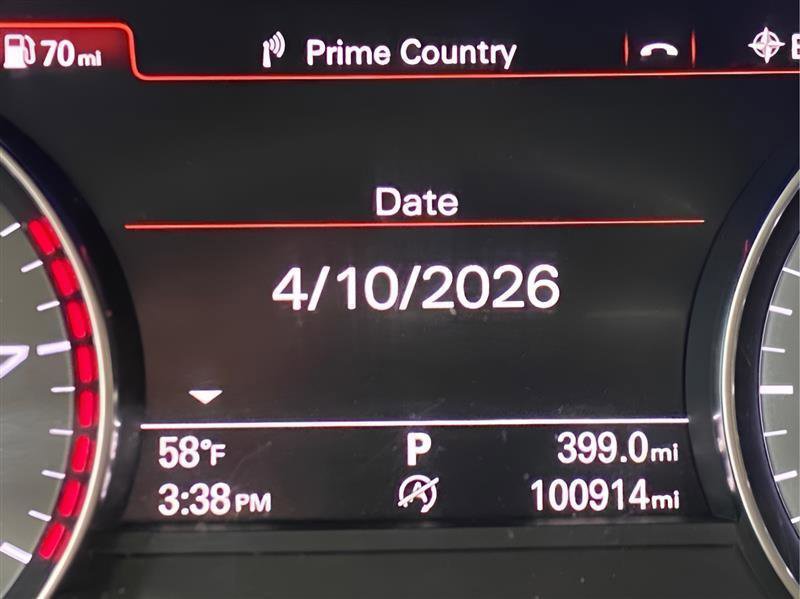 70mi
Prime Country
E
Date
4/10/2026
58°F
P
399.0mi
3:38PM
A
100914mi